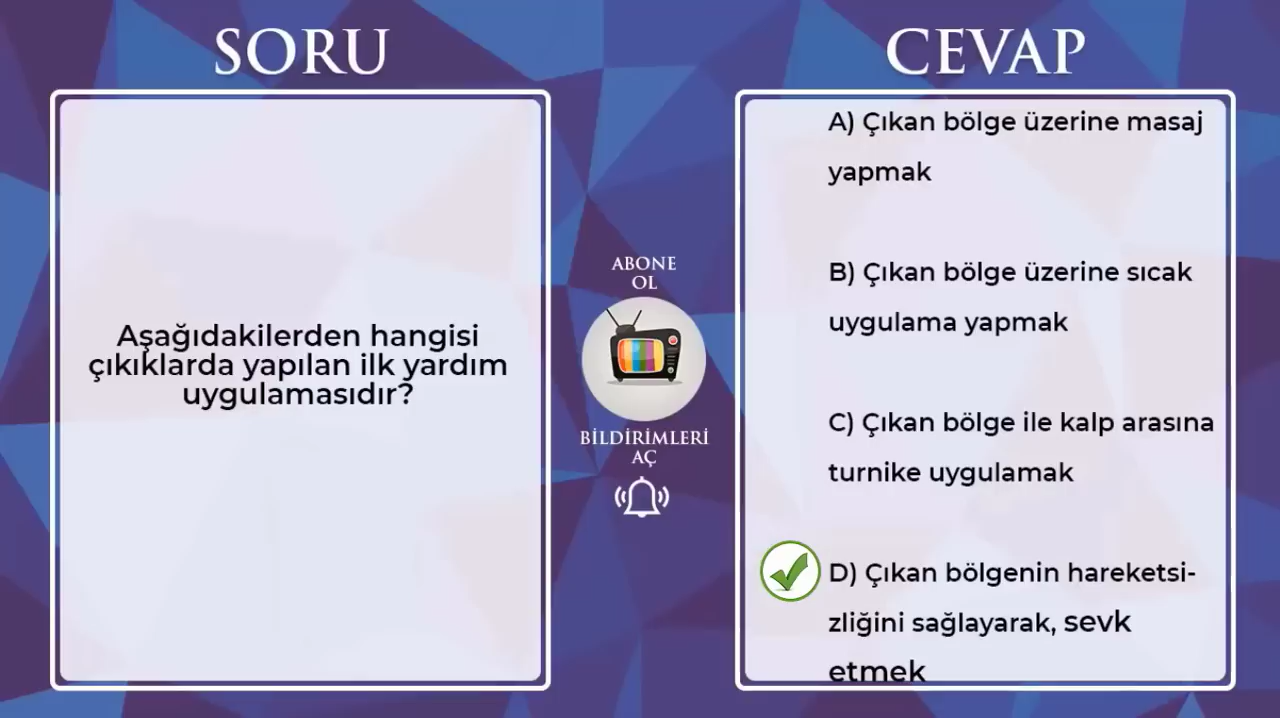 SORU
Aşağıdakilerden hangisi
çıkıklarda yapılan ilk yardım
uygulamasıdır?
ABONE
OL
BİLDİRİMLERİ
AÇ
CEVAP
A) Çıkan bölge üzerine masaj
yapmak
B) Çıkan bölge üzerine sıcak
uygulama yapmak
C) Çıkan bölge ile kalp arasına
turnike uygulamak
D) Çıkan bölgenin hareketsi-
zliğini sağlayarak, sevk
etmek